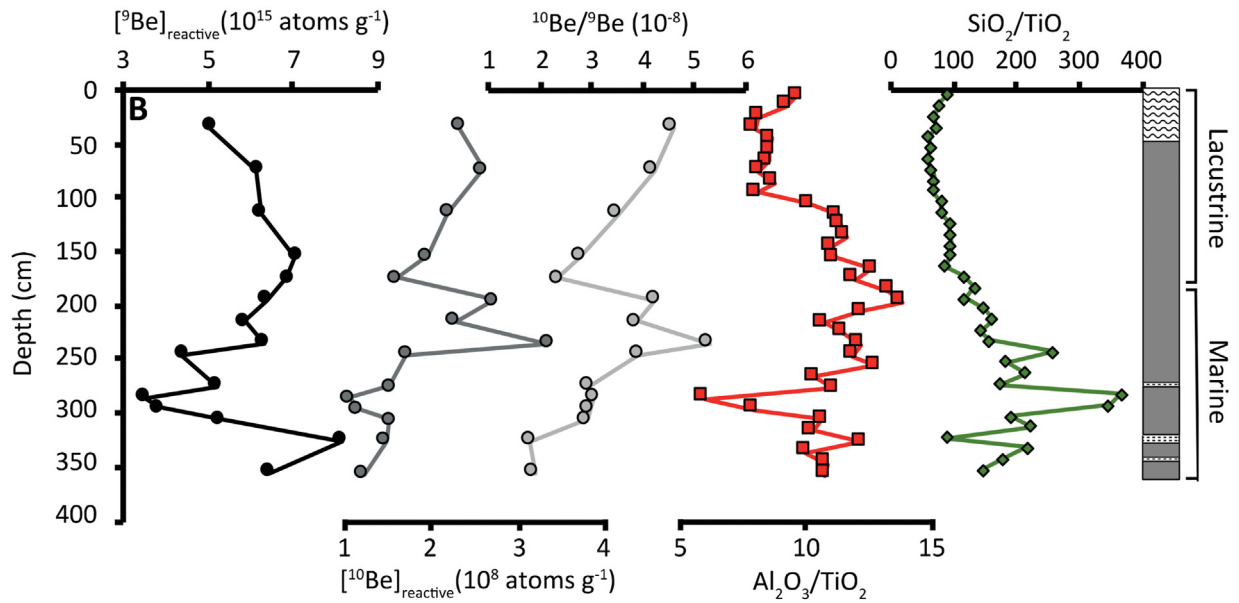 [⁹Be]reactive(10¹⁵ atoms g⁻¹)
¹⁰Be/⁹Be (10⁻⁸)
SiO₂/TiO₂
3 5 7 9
1 2 3 4 5 6
0 100 200 300 400
B
Depth (cm)
0
50
100
150
200
250
300
350
400
Lacustrine
Marine
1 2 3 4
[¹⁰Be]reactive(10⁸ atoms g⁻¹)
5 10 15
Al₂O₃/TiO₂